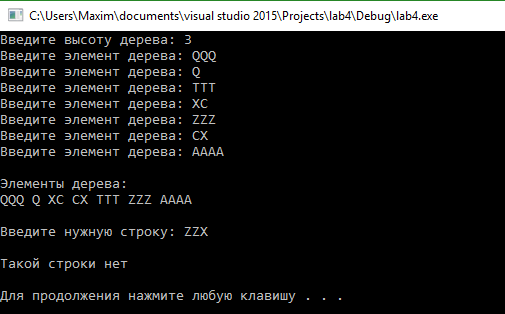 C:\Users\Maxim\documents\visual studio 2015\Projects\lab4\Debug\lab4.exe
Введите высоту дерева: 3
Введите элемент дерева: QQQ
Введите элемент дерева: Q
Введите элемент дерева: TTT
Введите элемент дерева: XC
Введите элемент дерева: ZZZ
Введите элемент дерева: CX
Введите элемент дерева: AAAA
Элементы дерева:
QQQ Q XC CX TTT ZZZ AAAA
Введите нужную строку: ZZX
Такой строки нет
Для продолжения нажмите любую клавишу . . .